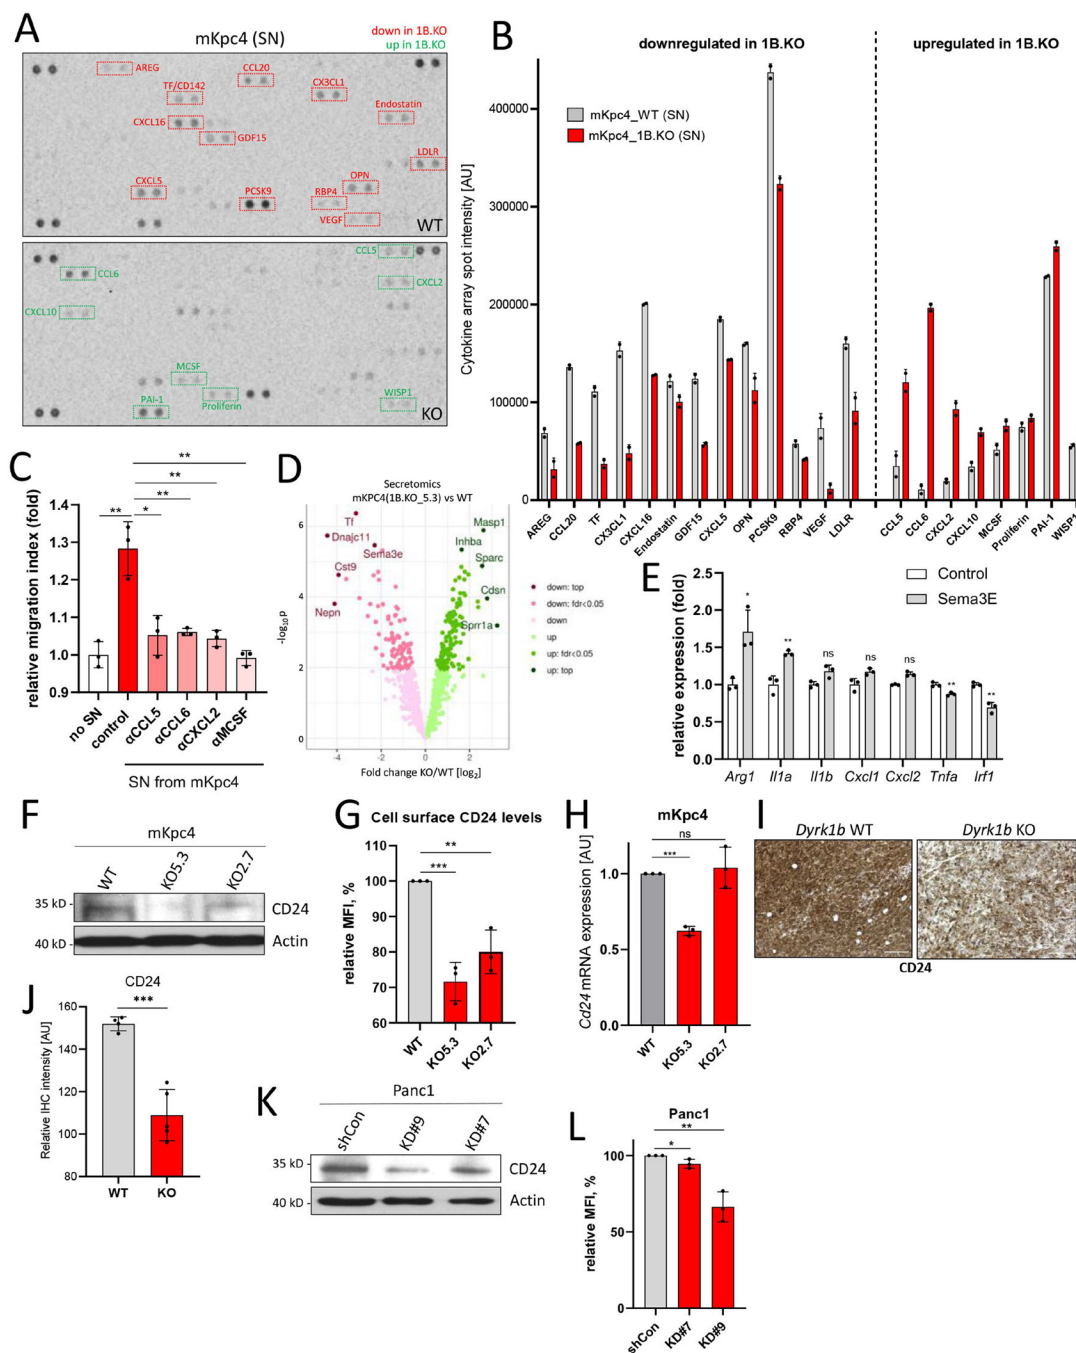 A
mKpc4 (SN)
down in 1B.KO
up in 1B.KO
AREG
CCL20
TF/CD142
CX3CL1
Endostatin
CXCL16
GDF15
LDLR
OPN
CXCL5
PCSK9
RBP4
VEGF
WT
CCL5
CCL6
CXCL2
CXCL10
MCSF
WISP1
PAI-1
Proliferin
KO
B
downregulated in 1B.KO
upregulated in 1B.KO
mKpc4_WT (SN)
mKpc4_1B.KO (SN)
Cytokine array spot intensity [AU]
400000
300000
200000
100000
0
AREG
CCL20
TF
CX3CL1
CXCL16
Endostatin
GDF15
CXCL5
OPN
PCSK9
RBP4
VEGF
LDLR
CCL5
CCL6
CXCL2
CXCL10
MCSF
Proliferin
PAI-1
WISP1
C
relative migration index (fold)
1.4
1.3
1.2
1.1
1.0
0.9
**
**
**
**
*
no SN
control
αCCL5
αCCL6
αCXCL2
αMCSF
SN from mKpc4
D
Secretomics
mKPC4(1B.KO_5.3) vs WT
-log10 p
6
4
2
0
-4
-2
0
2
Fold change KO/WT [log2]
Tf
Dnajc11
Sema3e
Cst9
Nepn
Masp1
Inhba
Sparc
Cdsn
Sprr1a
down: top
down: fdr<0.05
down
up
up: fdr<0.05
up: top
E
Control
Sema3E
relative expression (fold)
2.5
2.0
1.5
1.0
0.5
0.0
*
**
ns
ns
ns
**
**
Arg1
Il1a
Il1b
Cxcl1
Cxcl2
Tnfa
Irf1
F
mKpc4
WT
KO5.3
KO2.7
35 kD
CD24
40 kD
Actin
G
Cell surface CD24 levels
relative MFI, %
100
90
80
70
60
**
***
WT
KO5.3
KO2.7
H
mKpc4
Cd24 mRNA expression [AU]
1.0
0.5
0.0
ns
***
WT
KO5.3
KO2.7
I
Dyrk1b WT
Dyrk1b KO
CD24
J
CD24
Relative IHC intensity [AU]
160
140
120
100
80
***
WT
KO
K
Panc1
shCon
KD#9
KD#7
35 kD
CD24
40 kD
Actin
L
Panc1
relative MFI, %
100
50
0
**
*
shCon
KD#7
KD#9